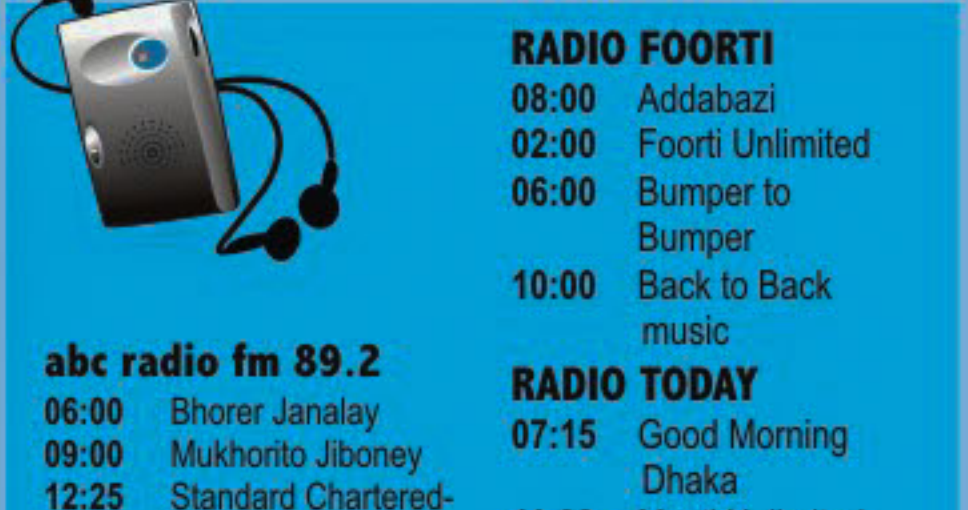 abc radio fm 89.2
06:00 Bhorer Janalay
09:00 Mukhorito Jiboney
12:25 Standard Chartered-
RADIO FOORTI
08:00 Addabazi
02:00 Foorti Unlimited
06:00 Bumper to
Bumper
10:00 Back to Back
music
RADIO TODAY
07:15 Good Morning
Dhaka